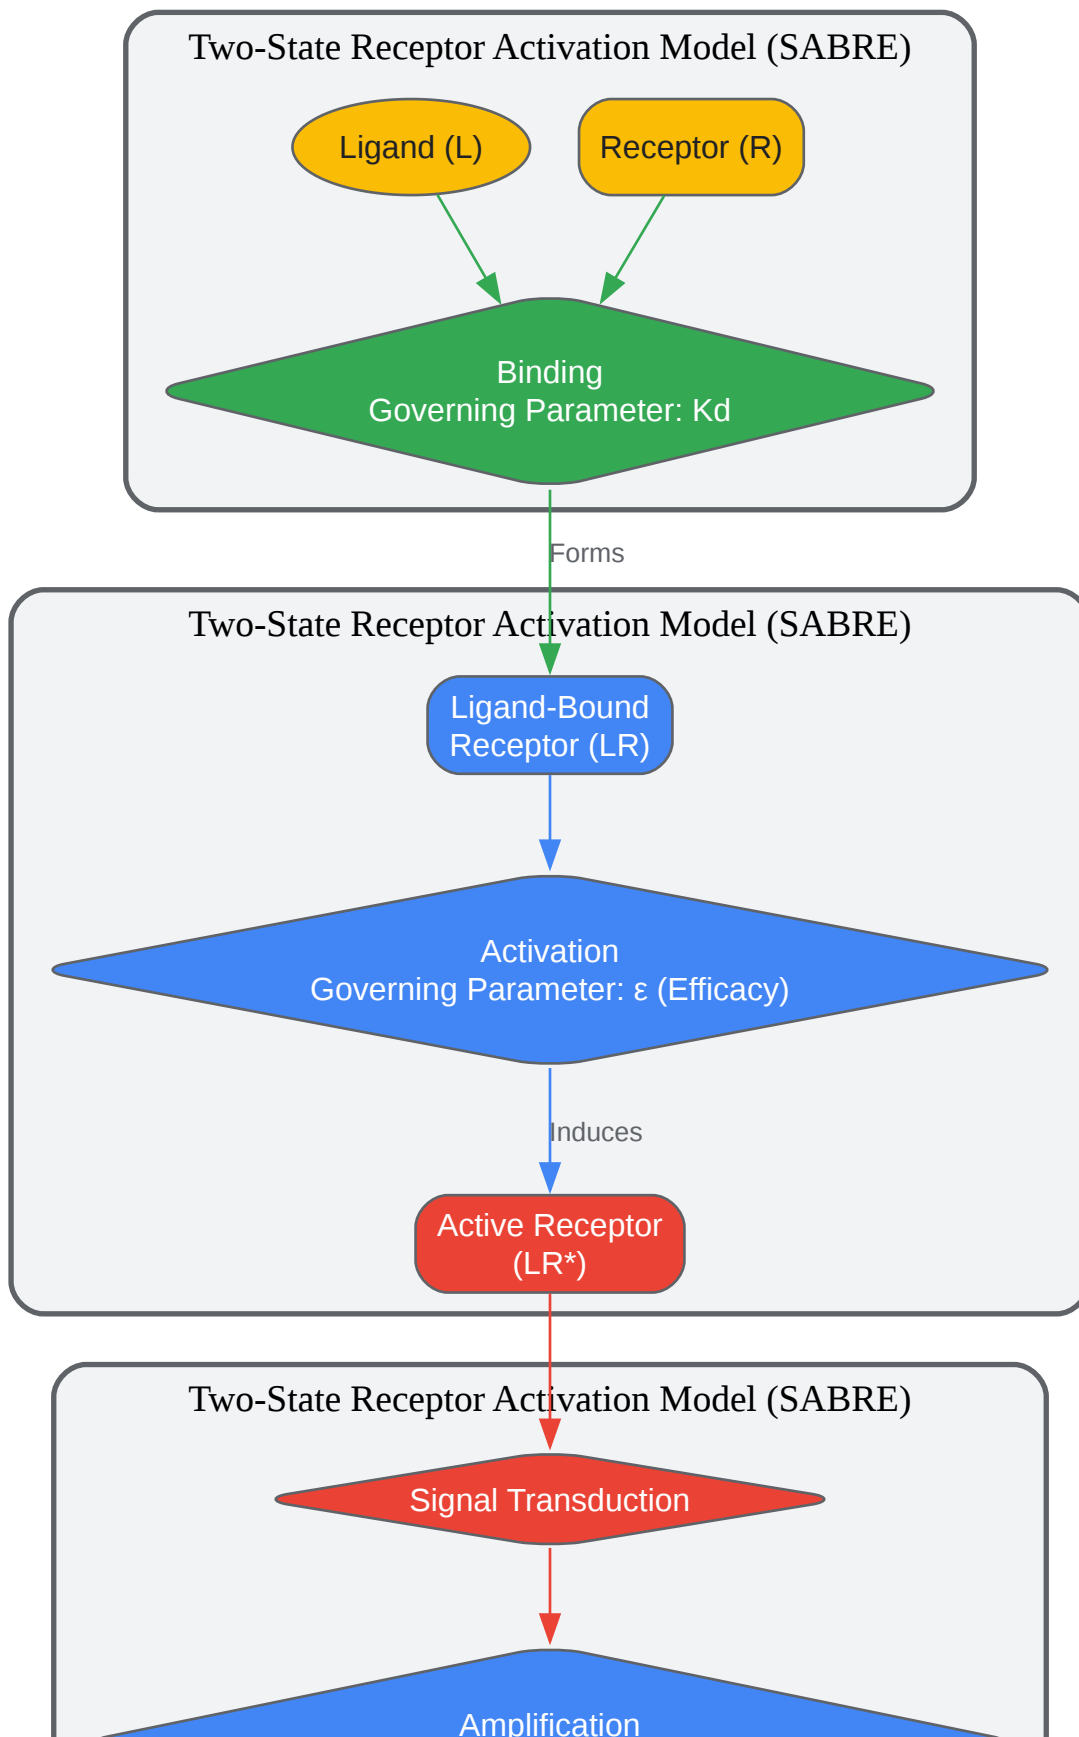 Two-State Receptor Activation Model (SABRE)
Ligand (L)
Receptor (R)
Binding
Governing Parameter: Kd
Forms
Two-State Receptor Activation Model (SABRE)
Ligand-Bound
Receptor (LR)
Activation
Governing Parameter: ε (Efficacy)
Induces
Active Receptor
(LR*)
Two-State Receptor Activation Model (SABRE)
Signal Transduction
Amplification